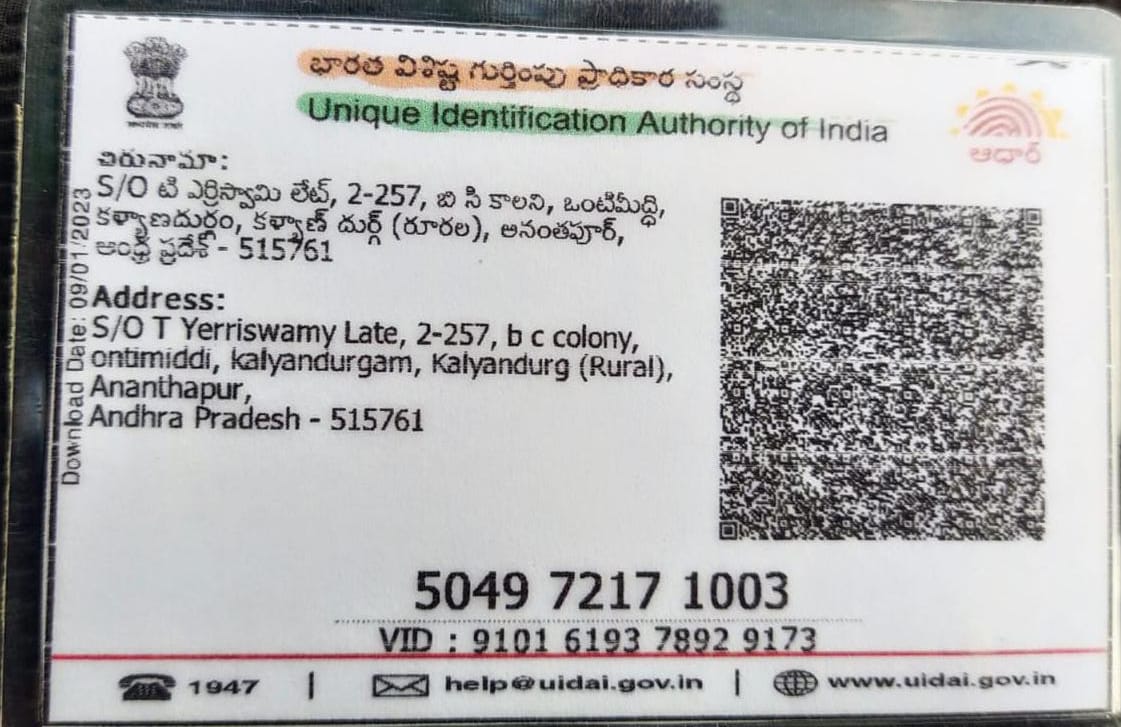 భారత విశిష్ట గుర్తింపు ప్రాధికార సంస్థ
Unique Identification Authority of India
ఆధార్
చిరునామా:
S/O టి ఎర్రిస్వామి లేట్, 2-257, బి సి కాలని, ఒంటిమిద్ధి,
కళ్యాణదుర్గం, కళ్యాణ్ దుర్గ్ (రూరల), అనంతపూర్,
ఆంధ్ర ప్రదేశ్ - 515761
Download Date: 09/01/2023
Address:
S/O T Yerriswamy Late, 2-257, b c colony,
ontimiddi, kalyandurgam, Kalyandurg (Rural),
Ananthapur,
Andhra Pradesh - 515761
5049 7217 1003
VID : 9101 6193 7892 9173
1947 | help@uidai.gov.in | www.uidai.gov.in